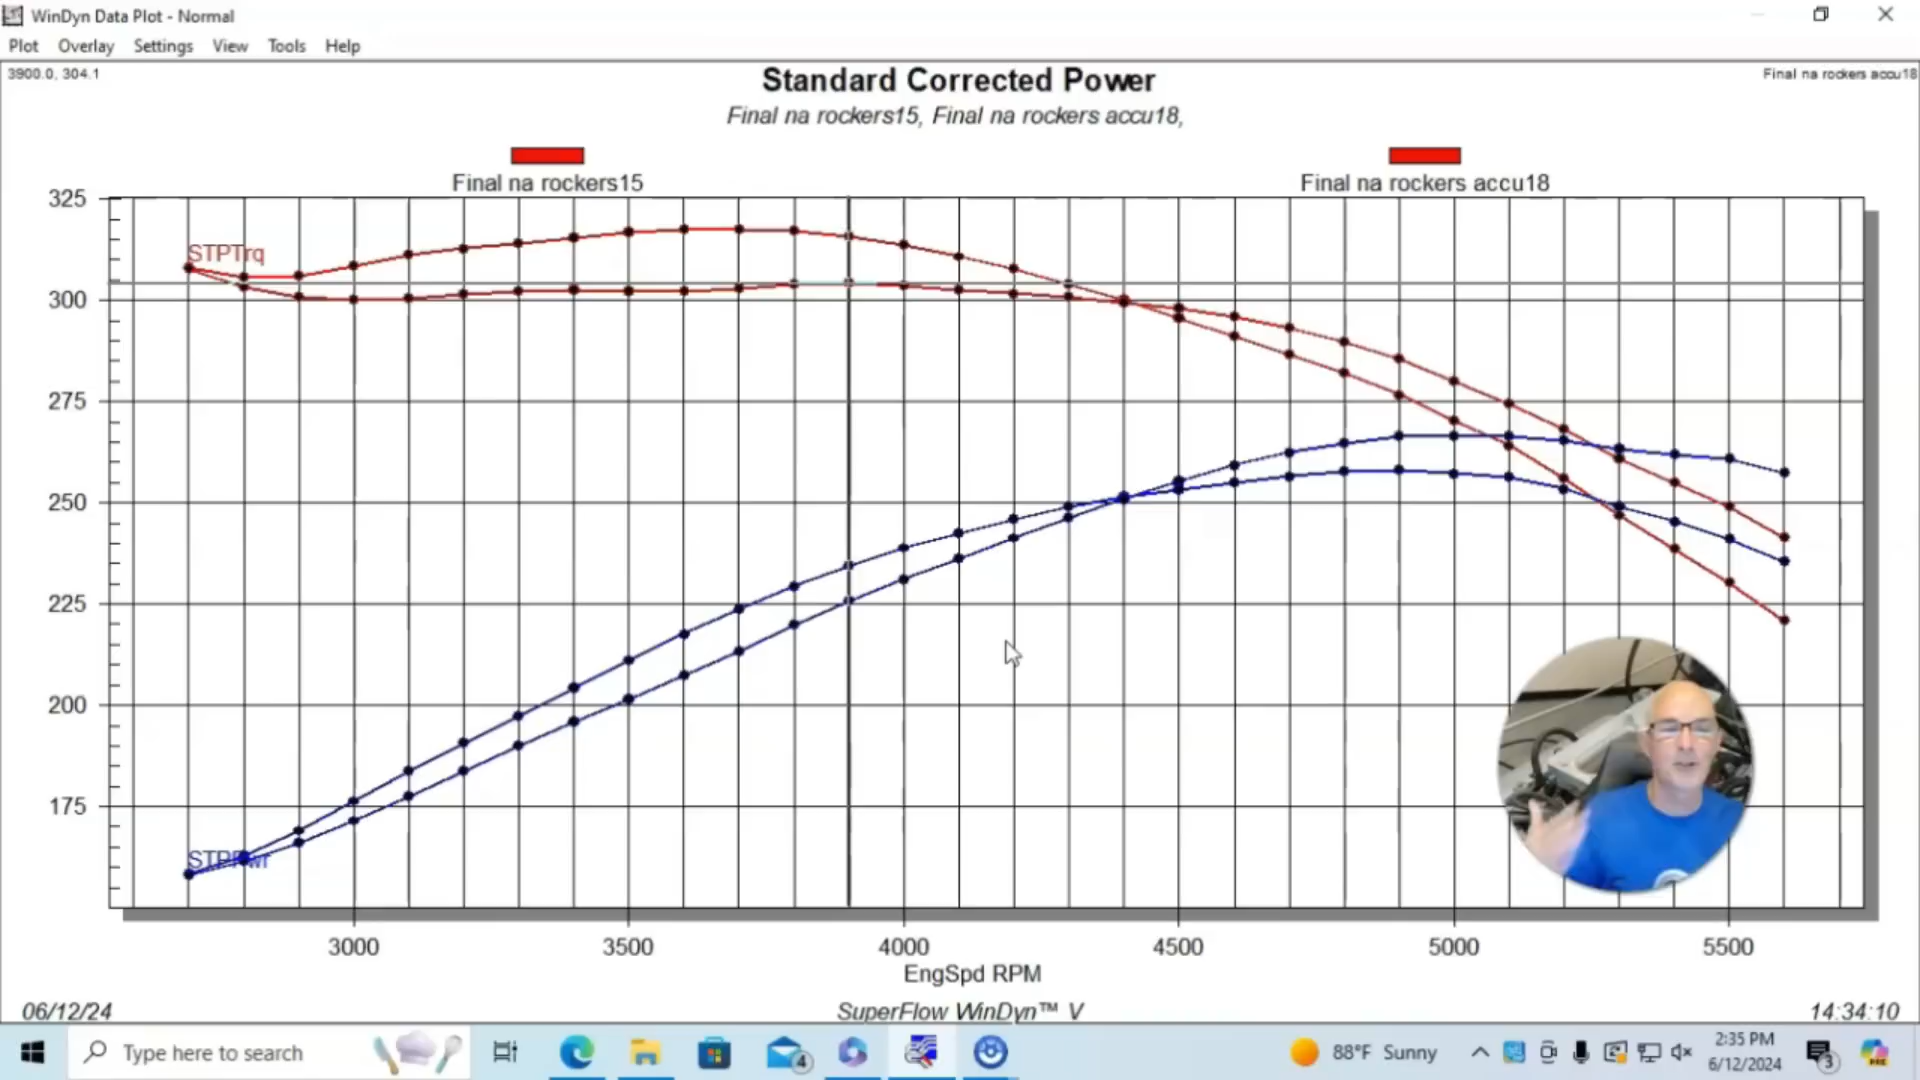 WinDyn Data Plot - Normal
Plot Overlay Settings View Tools Help
3900.0, 304.1
Final na rockers accu18
Standard Corrected Power
Final na rockers15, Final na rockers accu18,
Final na rockers15
Final na rockers accu18
325
STPTrq
300
275
250
225
200
175
STPPwr
3000
3500
4000
4500
5000
5500
EngSpd RPM
06/12/24
SuperFlow WinDyn™ V
14:34:10
Type here to search
4
88°F Sunny
2:35 PM
6/12/2024
3
PRE